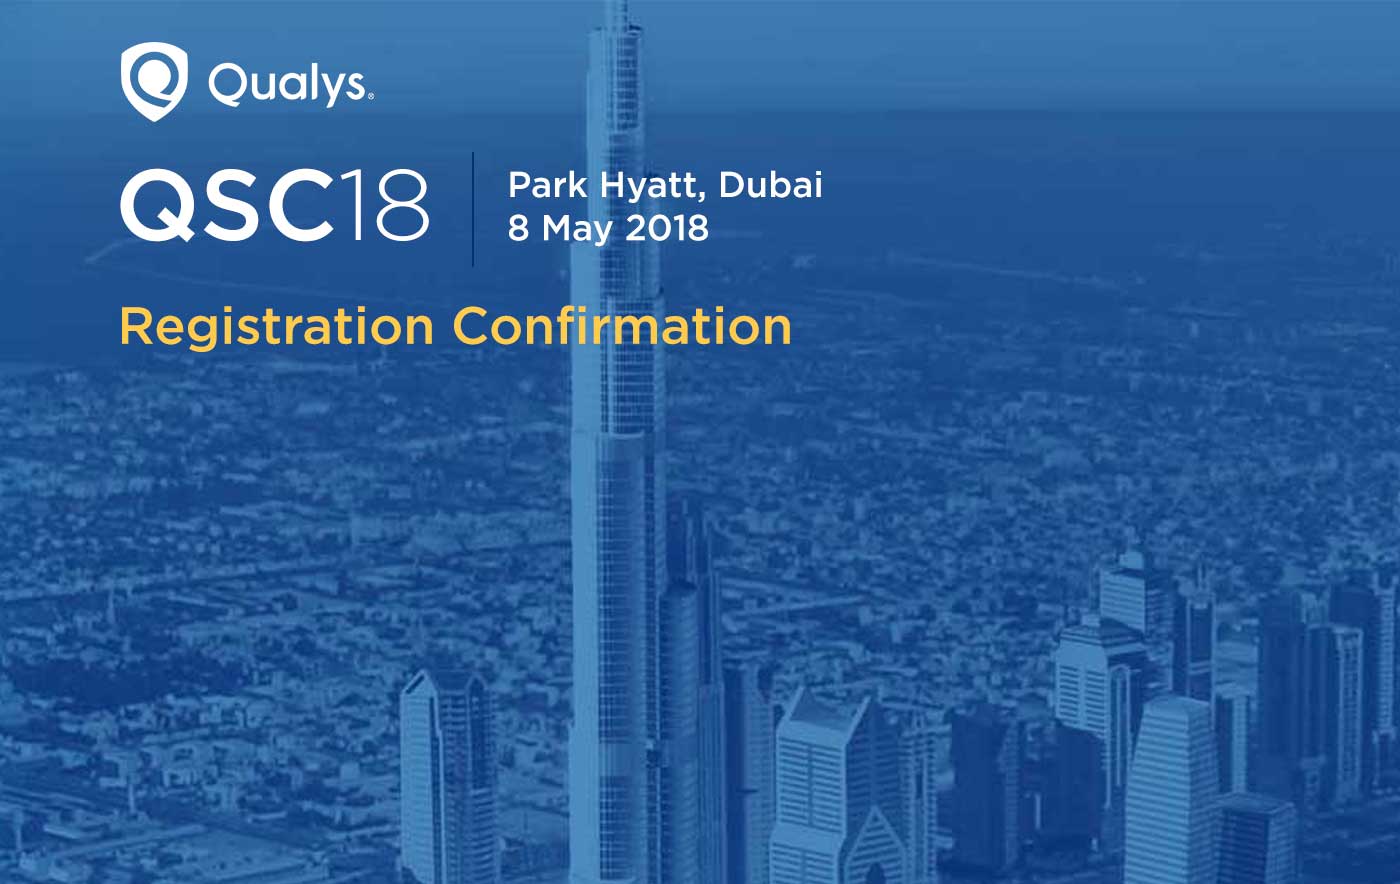 Qualys®
QSC18
Park Hyatt, Dubai
8 May 2018
Registration Confirmation